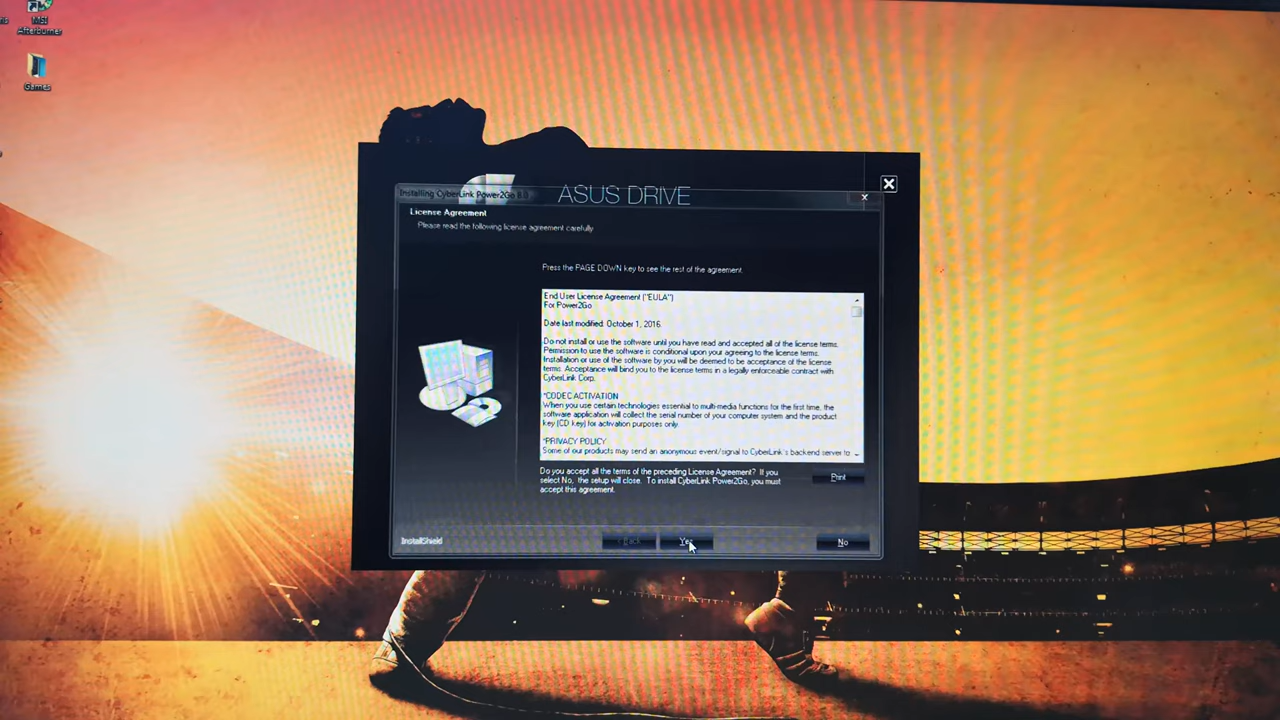 MSI
Afterburner
Games
ASUS DRIVE
Installing CyberLink Power2Go 8.0
License Agreement
Please read the following license agreement carefully.
Press the PAGE DOWN key to see the rest of the agreement.
End User License Agreement ("EULA")
For Power2Go
Date last modified: October 1, 2016.
Do not install or use the software until you have read and accepted all of the license terms.
Permission to use the software is conditional upon your agreeing to the license terms.
Installation or use of the software by you will be deemed to be acceptance of the license
terms. Acceptance will bind you to the license terms in a legally enforceable contract with
CyberLink Corp.
*CODEC ACTIVATION
When you use certain technologies essential to multi-media functions for the first time, the
software application will collect the serial number of your computer system and the product
key (CD key) for activation purposes only.
*PRIVACY POLICY
Some of our products may send an anonymous event/signal to CyberLink's backend server to
Do you accept all the terms of the preceding License Agreement? If you
select No, the setup will close. To install CyberLink Power2Go, you must
accept this agreement.
Print
InstallShield
< Back
Yes
No